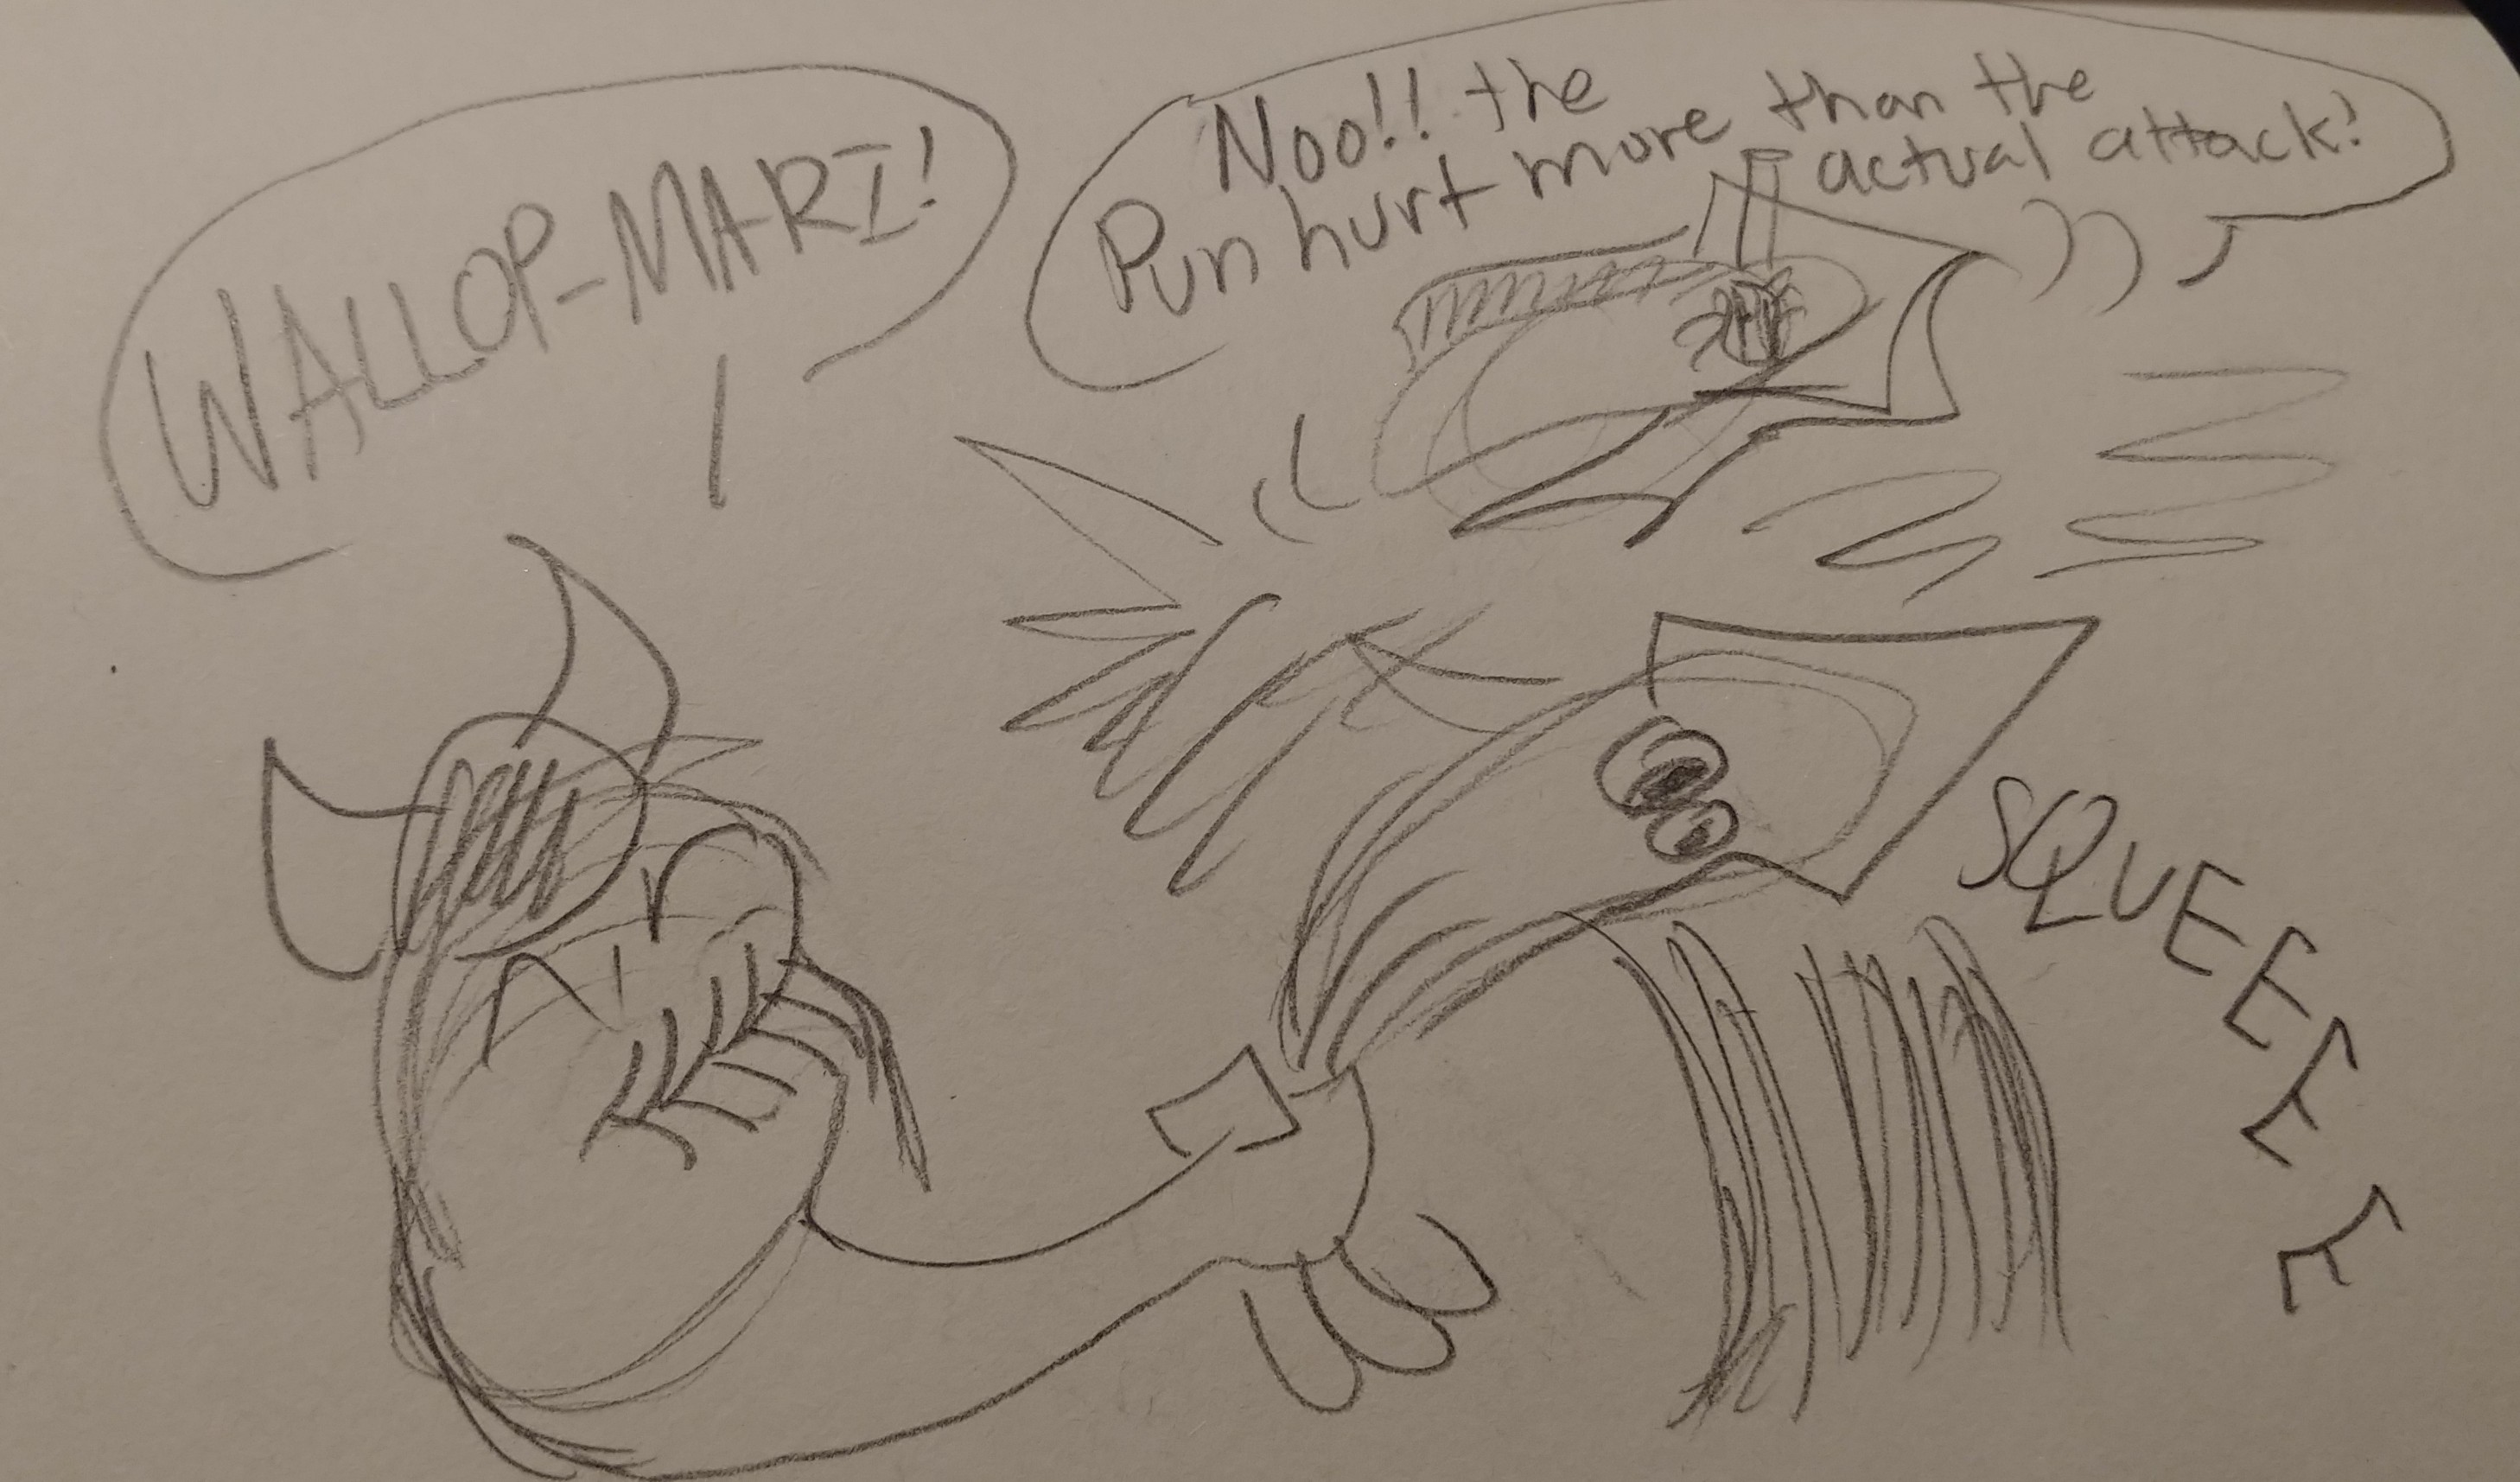 WALLOP-MARI!
Noo!! the
Pun hurt more than the
actual attack!
SQUEEEEE